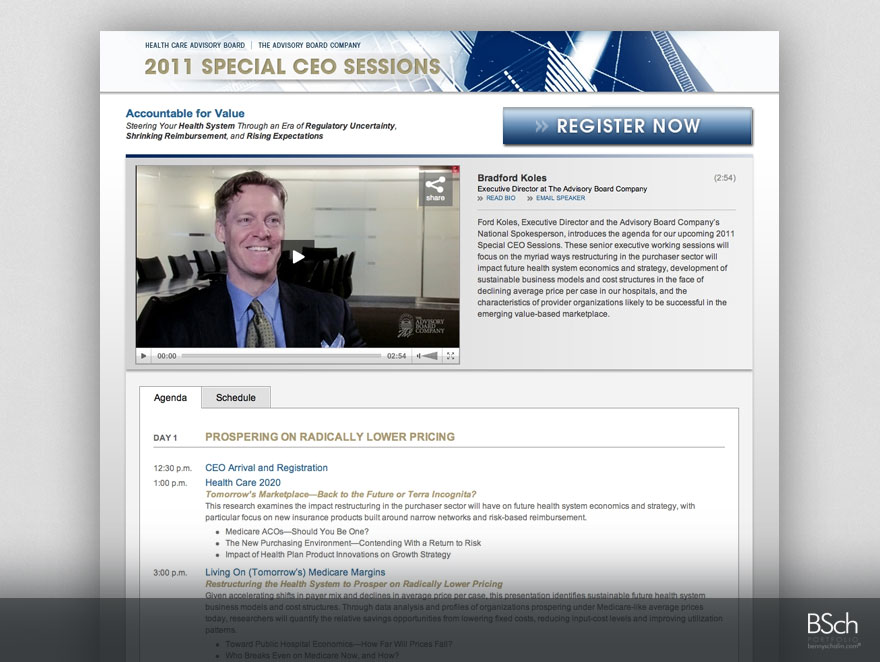 HEALTH CARE ADVISORY BOARD | THE ADVISORY BOARD COMPANY
2011 SPECIAL CEO SESSIONS
Accountable for Value
Steering Your Health System Through an Era of Regulatory Uncertainty,
Shrinking Reimbursement, and Rising Expectations
REGISTER NOW
share
THE
ADVISORY
BOARD
COMPANY
00:00
02:54
Bradford Koles
(2:54)
Executive Director at The Advisory Board Company
READ BIO
EMAIL SPEAKER
Ford Koles, Executive Director and the Advisory Board Company's
National Spokesperson, introduces the agenda for our upcoming 2011
Special CEO Sessions. These senior executive working sessions will
focus on the myriad ways restructuring in the purchaser sector will
impact future health system economics and strategy, development of
sustainable business models and cost structures in the face of
declining average price per case in our hospitals, and the
characteristics of provider organizations likely to be successful in the
emerging value-based marketplace.
Agenda
Schedule
DAY 1
PROSPERING ON RADICALLY LOWER PRICING
12:30 p.m.
CEO Arrival and Registration
1:00 p.m.
Health Care 2020
Tomorrow's Marketplace—Back to the Future or Terra Incognita?
This research examines the impact restructuring in the purchaser sector will have on future health system economics and strategy, with
particular focus on new insurance products built around narrow networks and risk-based reimbursement.
• Medicare ACOs—Should You Be One?
• The New Purchasing Environment—Contending With a Return to Risk
• Impact of Health Plan Product Innovations on Growth Strategy
3:00 p.m.
Living On (Tomorrow's) Medicare Margins
Restructuring the Health System to Prosper on Radically Lower Pricing
Given accelerating shifts in payer mix and declines in average price per case, this presentation identifies sustainable future health system
business models and cost structures. Through data analysis and profiles of organizations prospering under Medicare-like average prices
today, researchers will quantify the relative savings opportunities from lowering fixed costs, reducing input-cost levels and improving utilization
patterns.
• Toward Public Hospital Economics—How Far Will Prices Fall?
• Who Breaks Even on Medicare Now, and How?
BSch
PORTFOLIO
bennyscholin.com